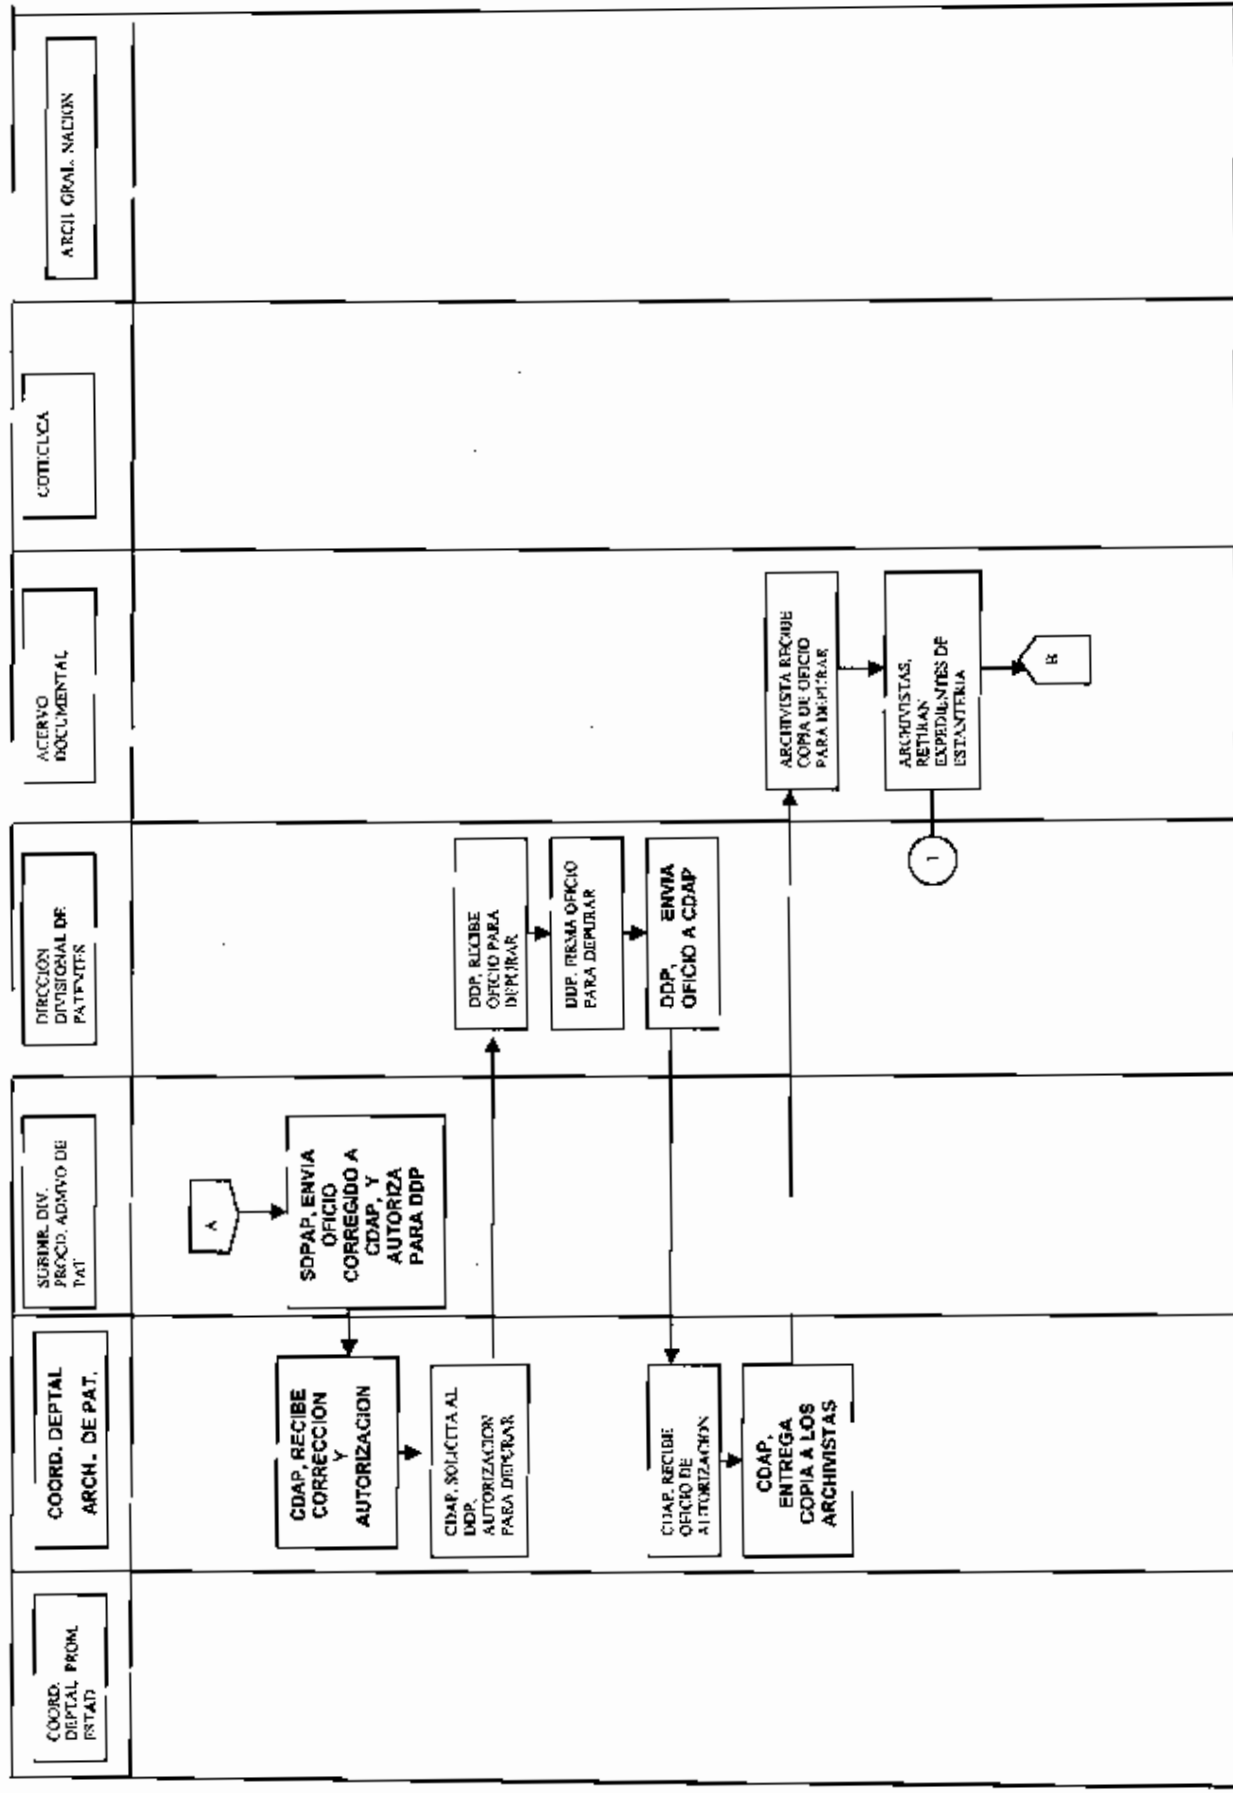 COORD.
DEPTAL PROM.
ESTAD
COORD. DEPTAL
ARCH. DE PAT.
SUBDIR. DIV.
PROCD. ADMVO DE
PAT
DIRCCIÓN
DIVISIONAL DE
PATENTES
ACERVO
DOCUMENTAL
COTECUCA
ARCH GRAL. NACION
A
SDPAP, ENVIA
OFICIO
CORREGIDO A
CDAP, Y
AUTORIZA
PARA DDP
CDAP, RECIBE
CORRECCION
Y
AUTORIZACION
CDAP, SOLICITA AL
DDP,
AUTORIZACION
PARA DEPURAR
DDP, RECIBE
OFICIO PARA
DEPURAR
DDP, FIRMA OFICIO
PARA DEPURAR
DDP, ENVIA
OFICIO A CDAP
CDAP, RECIBE
OFICIO DE
AUTORIZACION
CDAP,
ENTREGA
COPIA A LOS
ARCHIVISTAS
ARCHIVISTA RECIBE
COPIA DE OFICIO
PARA DEPURAR
ARCHIVISTAS,
RETIRAN
EXPEDIENTES DE
ESTANTERIA
1
B